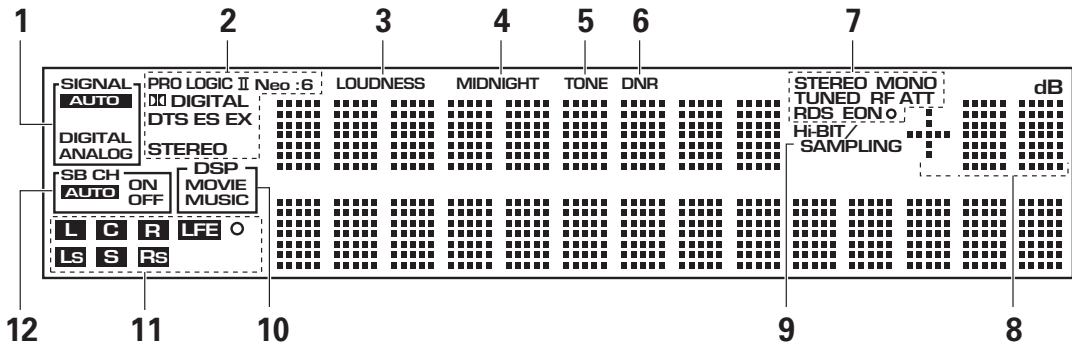 1 2 3 4 5 6 7
SIGNAL PRO LOGIC II Neo :6 LOUDNESS MIDNIGHT TONE DNR STEREO MONO dB
AUTO DIGITAL TUNED RF ATT
DTS ES EX RDS EON
DIGITAL Hi-BIT/
ANALOG STEREO SAMPLING
SB CH DSP
AUTO ON MOVIE
OFF MUSIC
L C R LFE
Ls S Rs
12 11 10 9 8